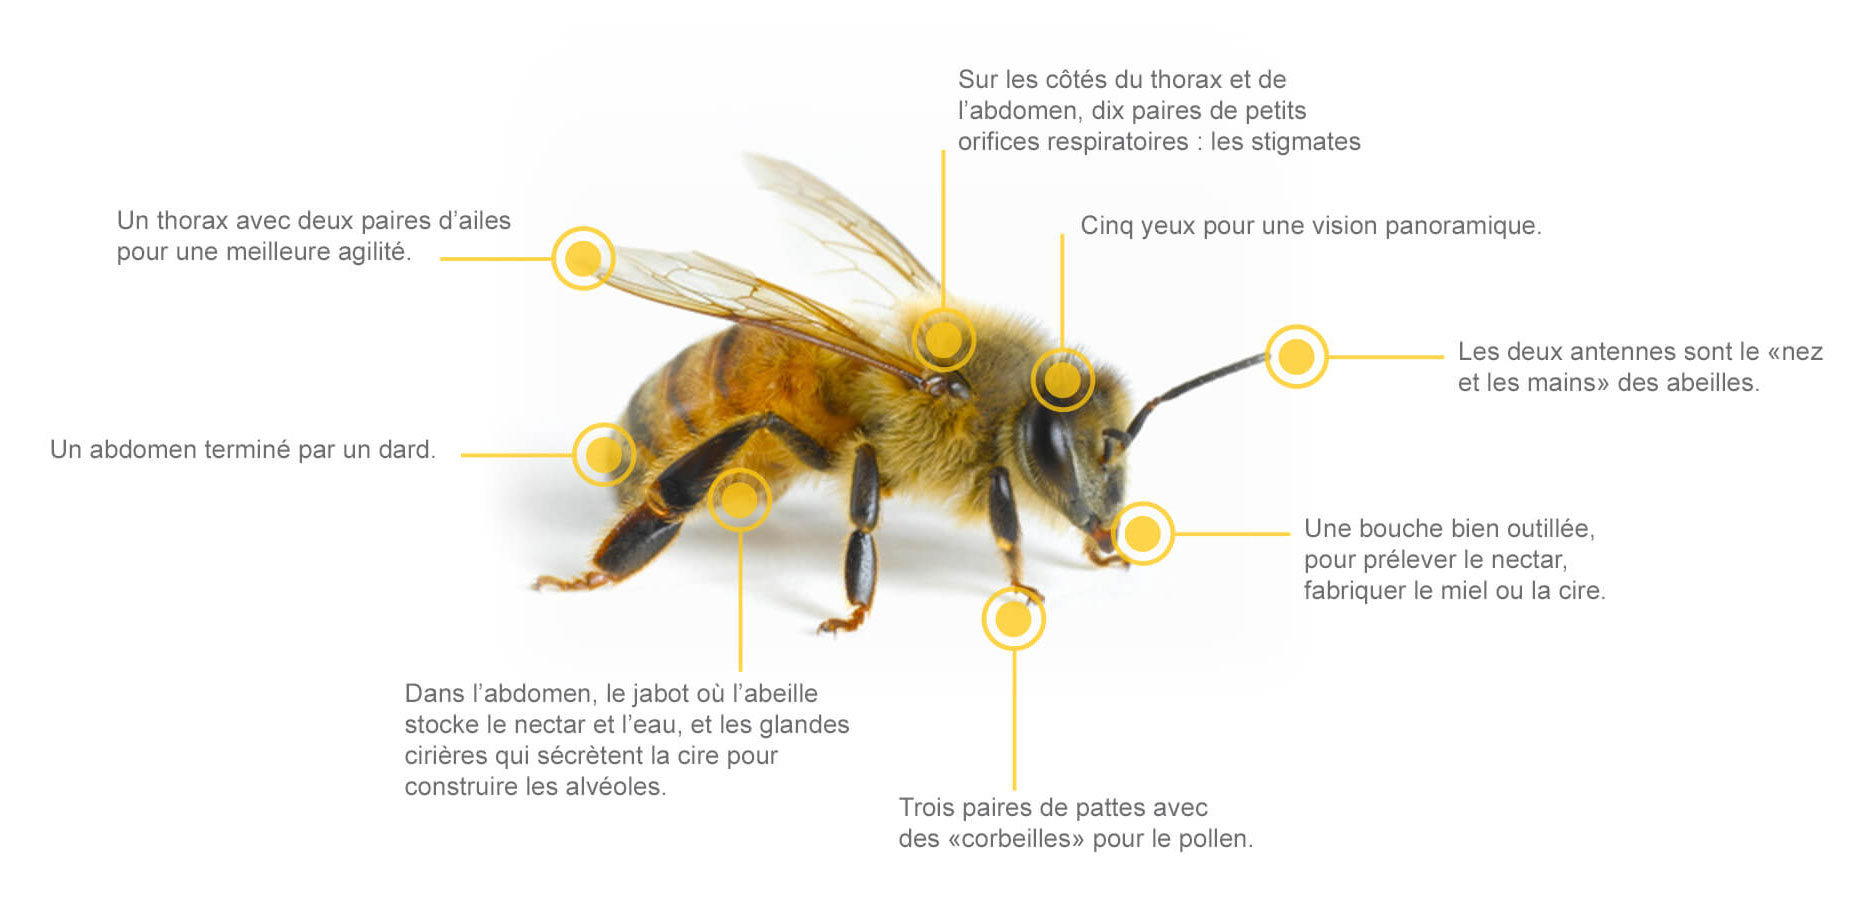 Sur les côtés du thorax et de
l’abdomen, dix paires de petits
orifices respiratoires : les stigmates
Un thorax avec deux paires d’ailes
pour une meilleure agilité.
Cinq yeux pour une vision panoramique.
Les deux antennes sont le «nez
et les mains» des abeilles.
Un abdomen terminé par un dard.
Une bouche bien outillée,
pour prélever le nectar,
fabriquer le miel ou la cire.
Dans l’abdomen, le jabot où l’abeille
stocke le nectar et l’eau, et les glandes
cirières qui sécrètent la cire pour
construire les alvéoles.
Trois paires de pattes avec
des «corbeilles» pour le pollen.